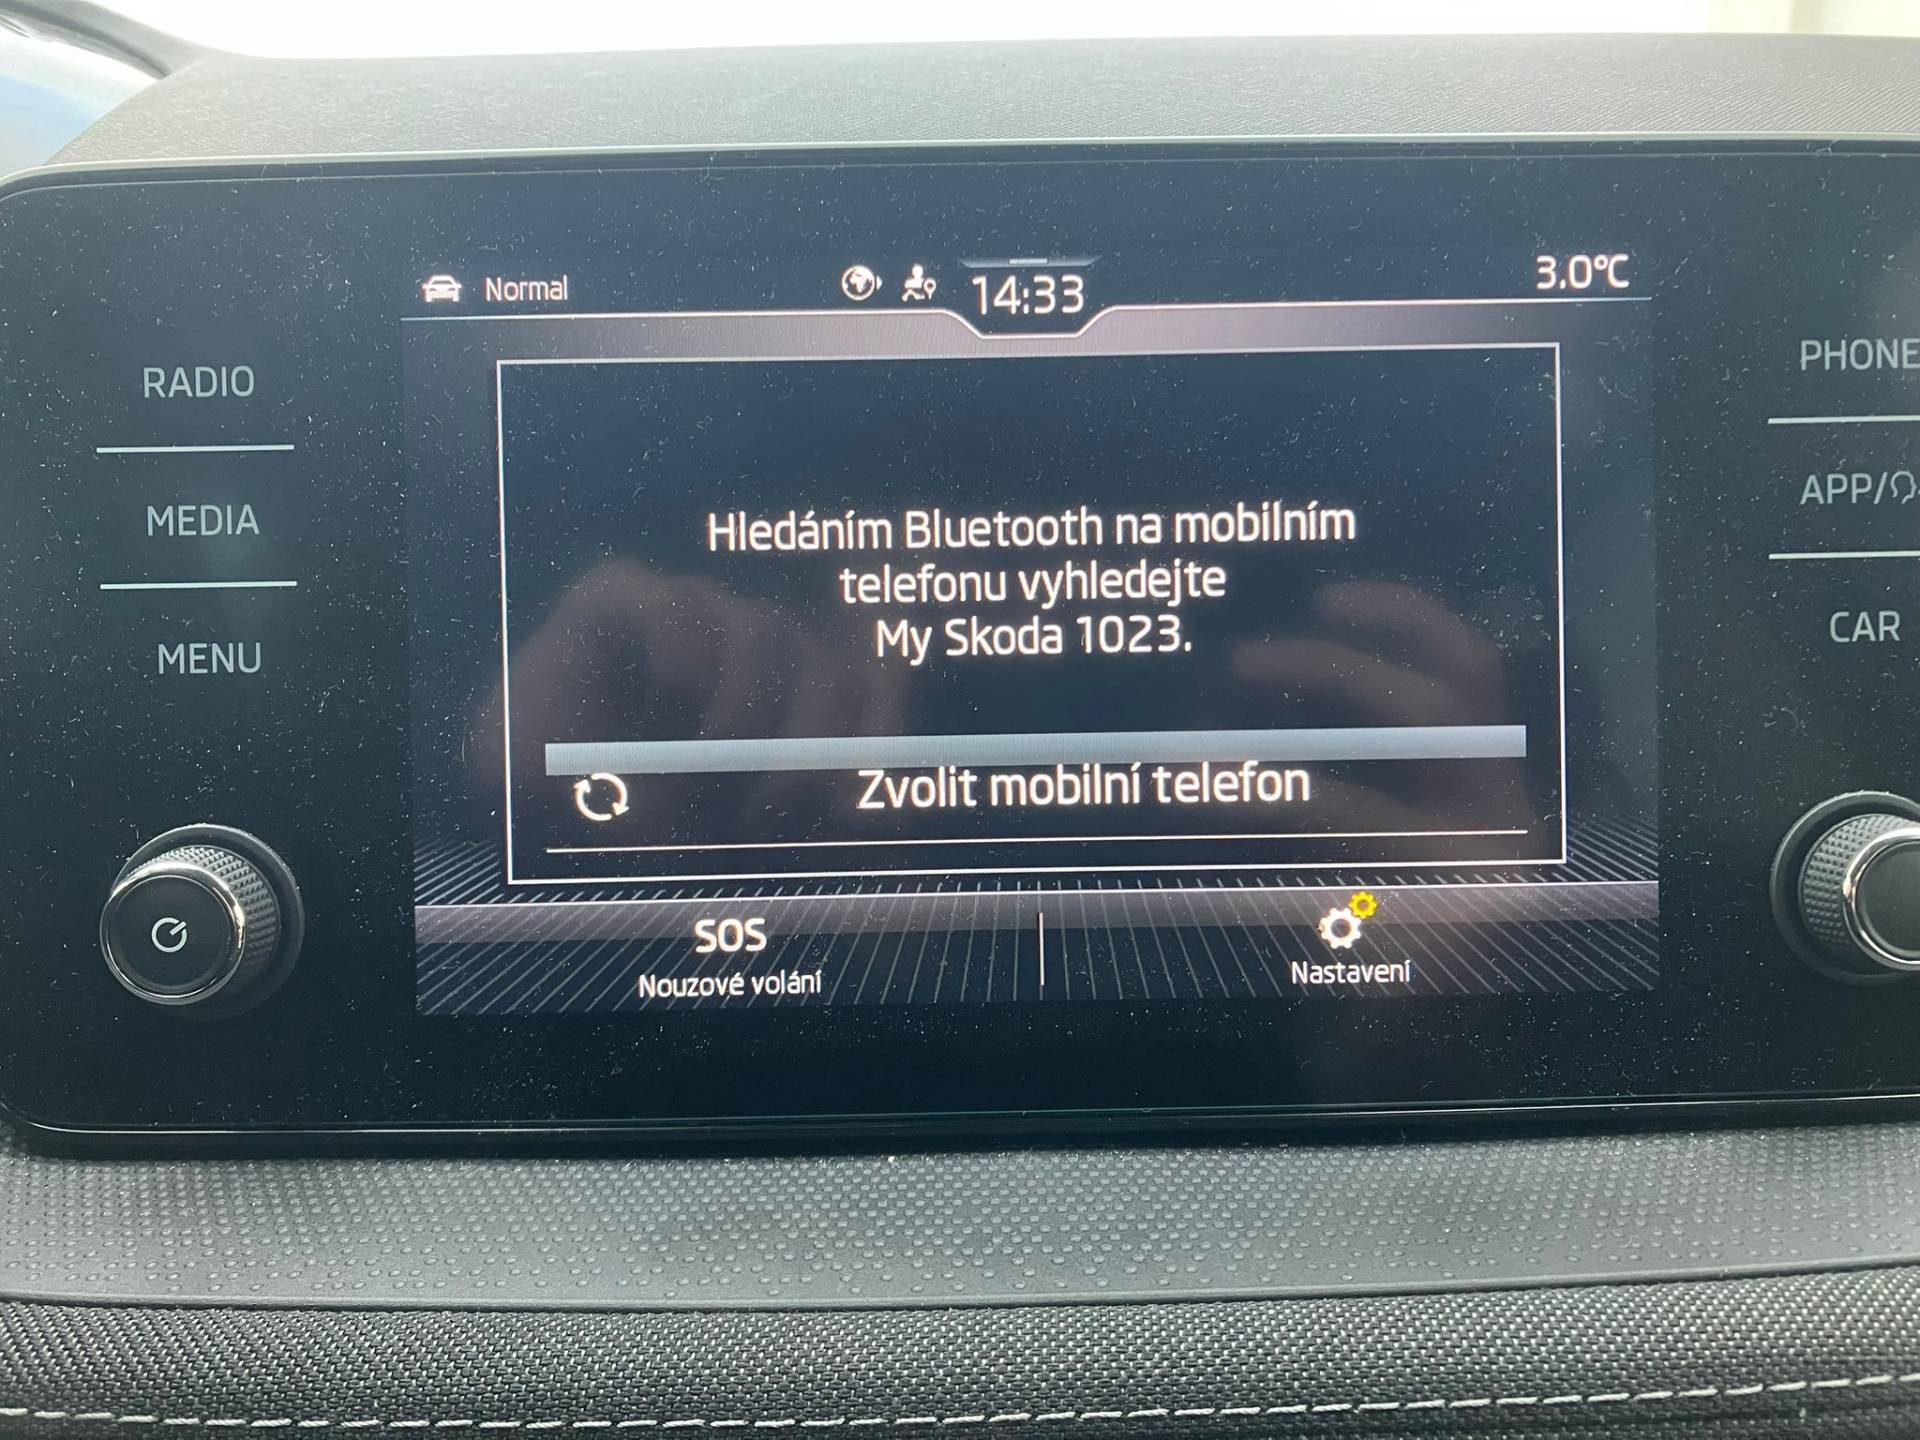 Normal
14:33
3.0°C
RADIO
MEDIA
MENU
PHONE
APP/
CAR
Hledáním Bluetooth na mobilním
telefonu vyhledejte
My Skoda 1023.
Zvolit mobilní telefon
SOS
Nouzové volání
Nastavení